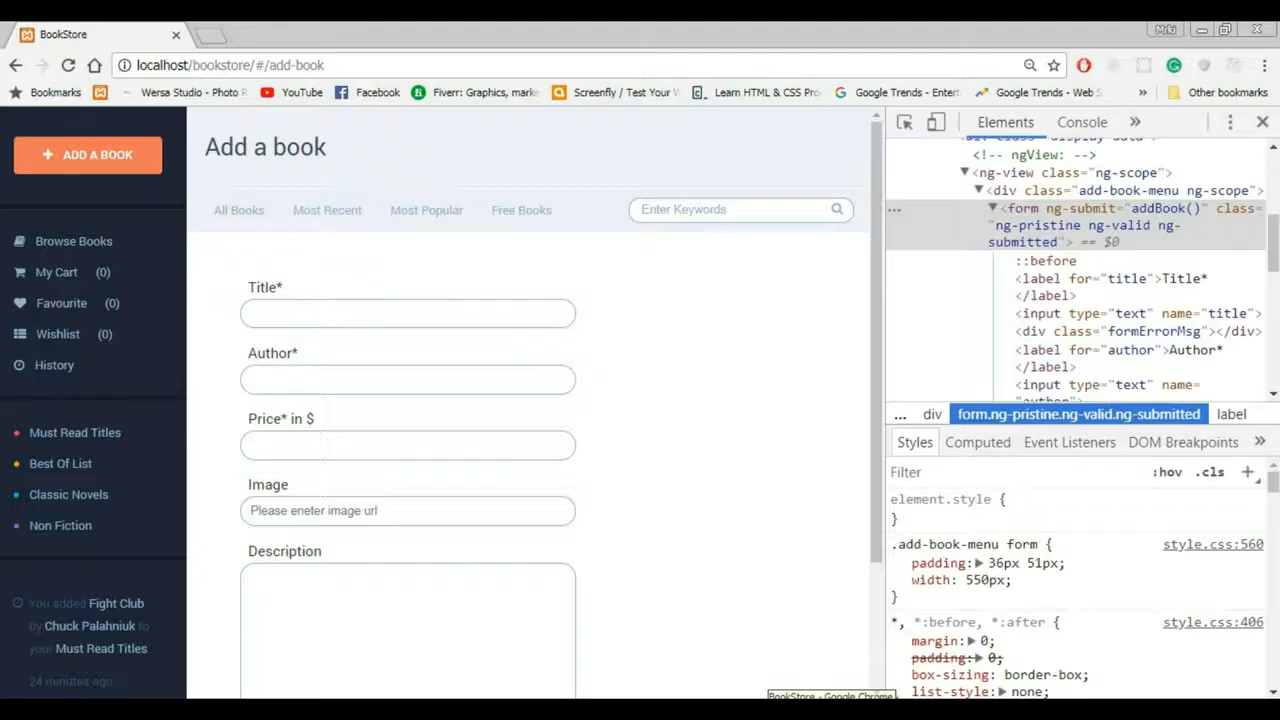 BookStore
Miki
localhost/bookstore/#/add-book
Bookmarks
Wersa Studio - Photo R
YouTube
Facebook
Fiverr: Graphics, marke
Screenfly / Test Your W
Learn HTML & CSS Pro
Google Trends - Entert
Google Trends - Web S
»
Other bookmarks
+ ADD A BOOK
Browse Books
My Cart (0)
Favourite (0)
Wishlist (0)
History
Must Read Titles
Best Of List
Classic Novels
Non Fiction
You added Fight Club
by Chuck Palahniuk to
your Must Read Titles
24 minutes ago
Add a book
All Books
Most Recent
Most Popular
Free Books
Enter Keywords
Title*
Author*
Price* in $
Image
Please eneter image url
Description
BookStore - Google Chrome
Elements
Console
»
<!-- ngView: -->
<ng-view class="ng-scope">
<div class="add-book-menu ng-scope">
<form ng-submit="addBook()" class=
"ng-pristine ng-valid ng-
submitted"> == $0
::before
<label for="title">Title*
</label>
<input type="text" name="title">
<div class="formErrorMsg"></div>
<label for="author">Author*
</label>
<input type="text" name=
"author">
... div form.ng-pristine.ng-valid.ng-submitted label
Styles Computed Event Listeners DOM Breakpoints »
Filter :hov .cls +
element.style {
}
.add-book-menu form { style.css:560
padding: 36px 51px;
width: 550px;
}
*, *:before, *:after { style.css:406
margin: 0;
padding: 0;
box-sizing: border-box;
list-style: none;